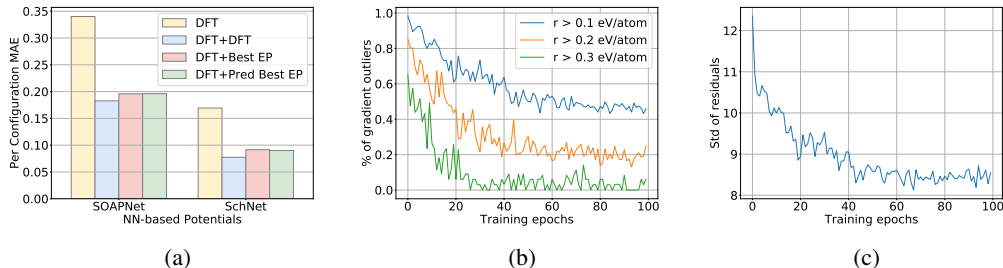 Per Configuration MAE
0.35
0.30
0.25
0.20
0.15
0.10
0.05
0.00
DFT
DFT+DFT
DFT+Best EP
DFT+Pred Best EP
SOAPNet
SchNet
NN-based Potentials
(a)
% of gradient outliers
1.0
0.8
0.6
0.4
0.2
0.0
r > 0.1 eV/atom
r > 0.2 eV/atom
r > 0.3 eV/atom
0 20 40 60 80 100
Training epochs
(b)
Std of residuals
12
11
10
9
8
0 20 40 60 80 100
Training epochs
(c)